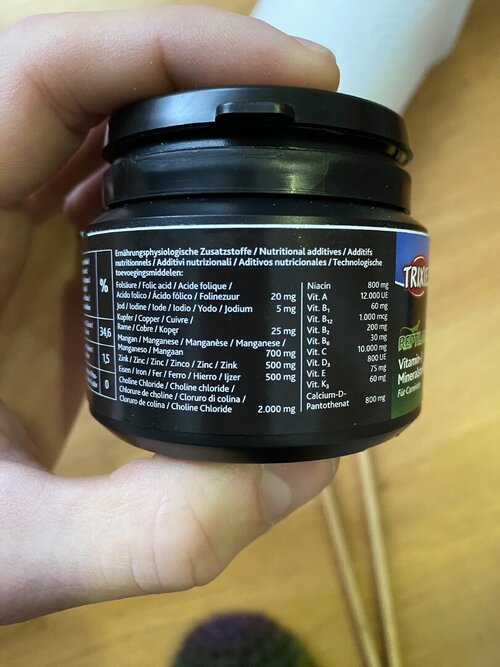 %
34,6
1,5
0
Ernährungsphysiologische Zusatzstoffe / Nutritional additives / Additifs
nutritionnels / Additivi nutrizionali / Aditivos nutricionales / Technologische
toevoegingsmiddelen:
Folsäure / Folic acid / Acide folique /
Acido folico / Ácido fólico / Folinezuur 20 mg
Jod / Iodine / Iode / Iodio / Yodo / Jodium 5 mg
Kupfer / Copper / Cuivre /
Rame / Cobre / Koper 25 mg
Mangan / Manganese / Manganèse / Manganese /
Manganeso / Mangaan 700 mg
Zink / Zinc / Zinc / Zinco / Zinc / Zink 500 mg
Eisen / Iron / Fer / Ferro / Hierro / Ijzer 500 mg
Choline Chloride / Choline chloride /
Chlorure de choline / Cloruro di colina /
Cloruro de colina / Choline Chloride 2.000 mg
Niacin 800 mg
Vit. A 12.000 UE
Vit. B₁ 60 mg
Vit. B₁₂ 1.000 mcg
Vit. B₂ 200 mg
Vit. B₆ 30 mg
Vit. C 10.000 mg
Vit. D₃ 800 UE
Vit. E 75 mg
Vit. K₃ 60 mg
Calcium-D-
Pantothenat 800 mg
TRIXIE
REPTIL
Vitamin-
Mineral
Für